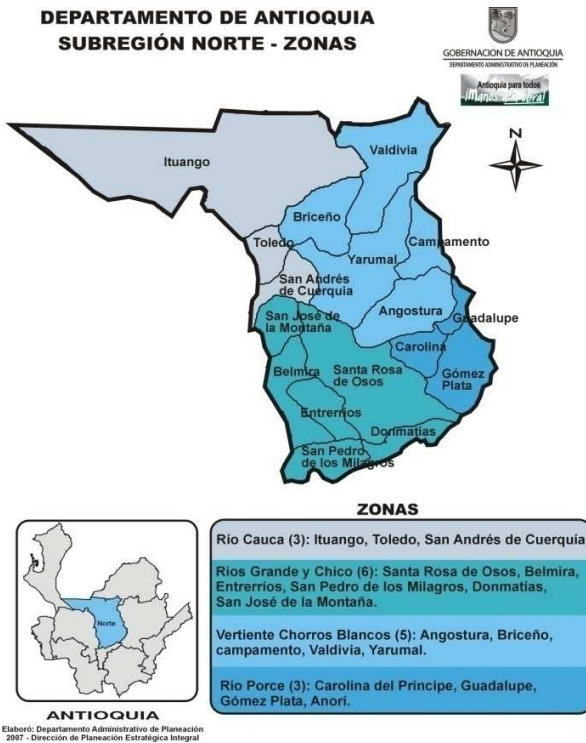 DEPARTAMENTO DE ANTIOQUIA
SUBREGIÓN NORTE - ZONAS
GOBERNACION DE ANTIOQUIA
DEPARTAMENTO ADMINISTRATIVO DE PLANEACIÓN
Antioquia para todos
N
Ituango
Valdivia
Briceño
Toledo
Campamento
Yarumal
San Andrés
de Cuerquia
Angostura
Guadalupe
San José de
la Montaña
Carolina
Belmira
Santa Rosa
de Osos
Gómez
Plata
Entrerríos
Donmatías
San Pedro
de los Milagros
ZONAS
Río Cauca (3): Ituango, Toledo, San Andrés de Cuerquía
Ríos Grande y Chico (6): Santa Rosa de Osos, Belmira,
Entrerríos, San Pedro de los Milagros, Donmatías,
San José de la Montaña.
Vertiente Chorros Blancos (5): Angostura, Briceño,
campamento, Valdivia, Yarumal.
Río Porce (3): Carolina del Principe, Guadalupe,
Gómez Plata, Anorí.
Norte
ANTIOQUIA
Elaboró: Departamento Administrativo de Planeación
2007 - Dirección de Planeación Estratégica Integral